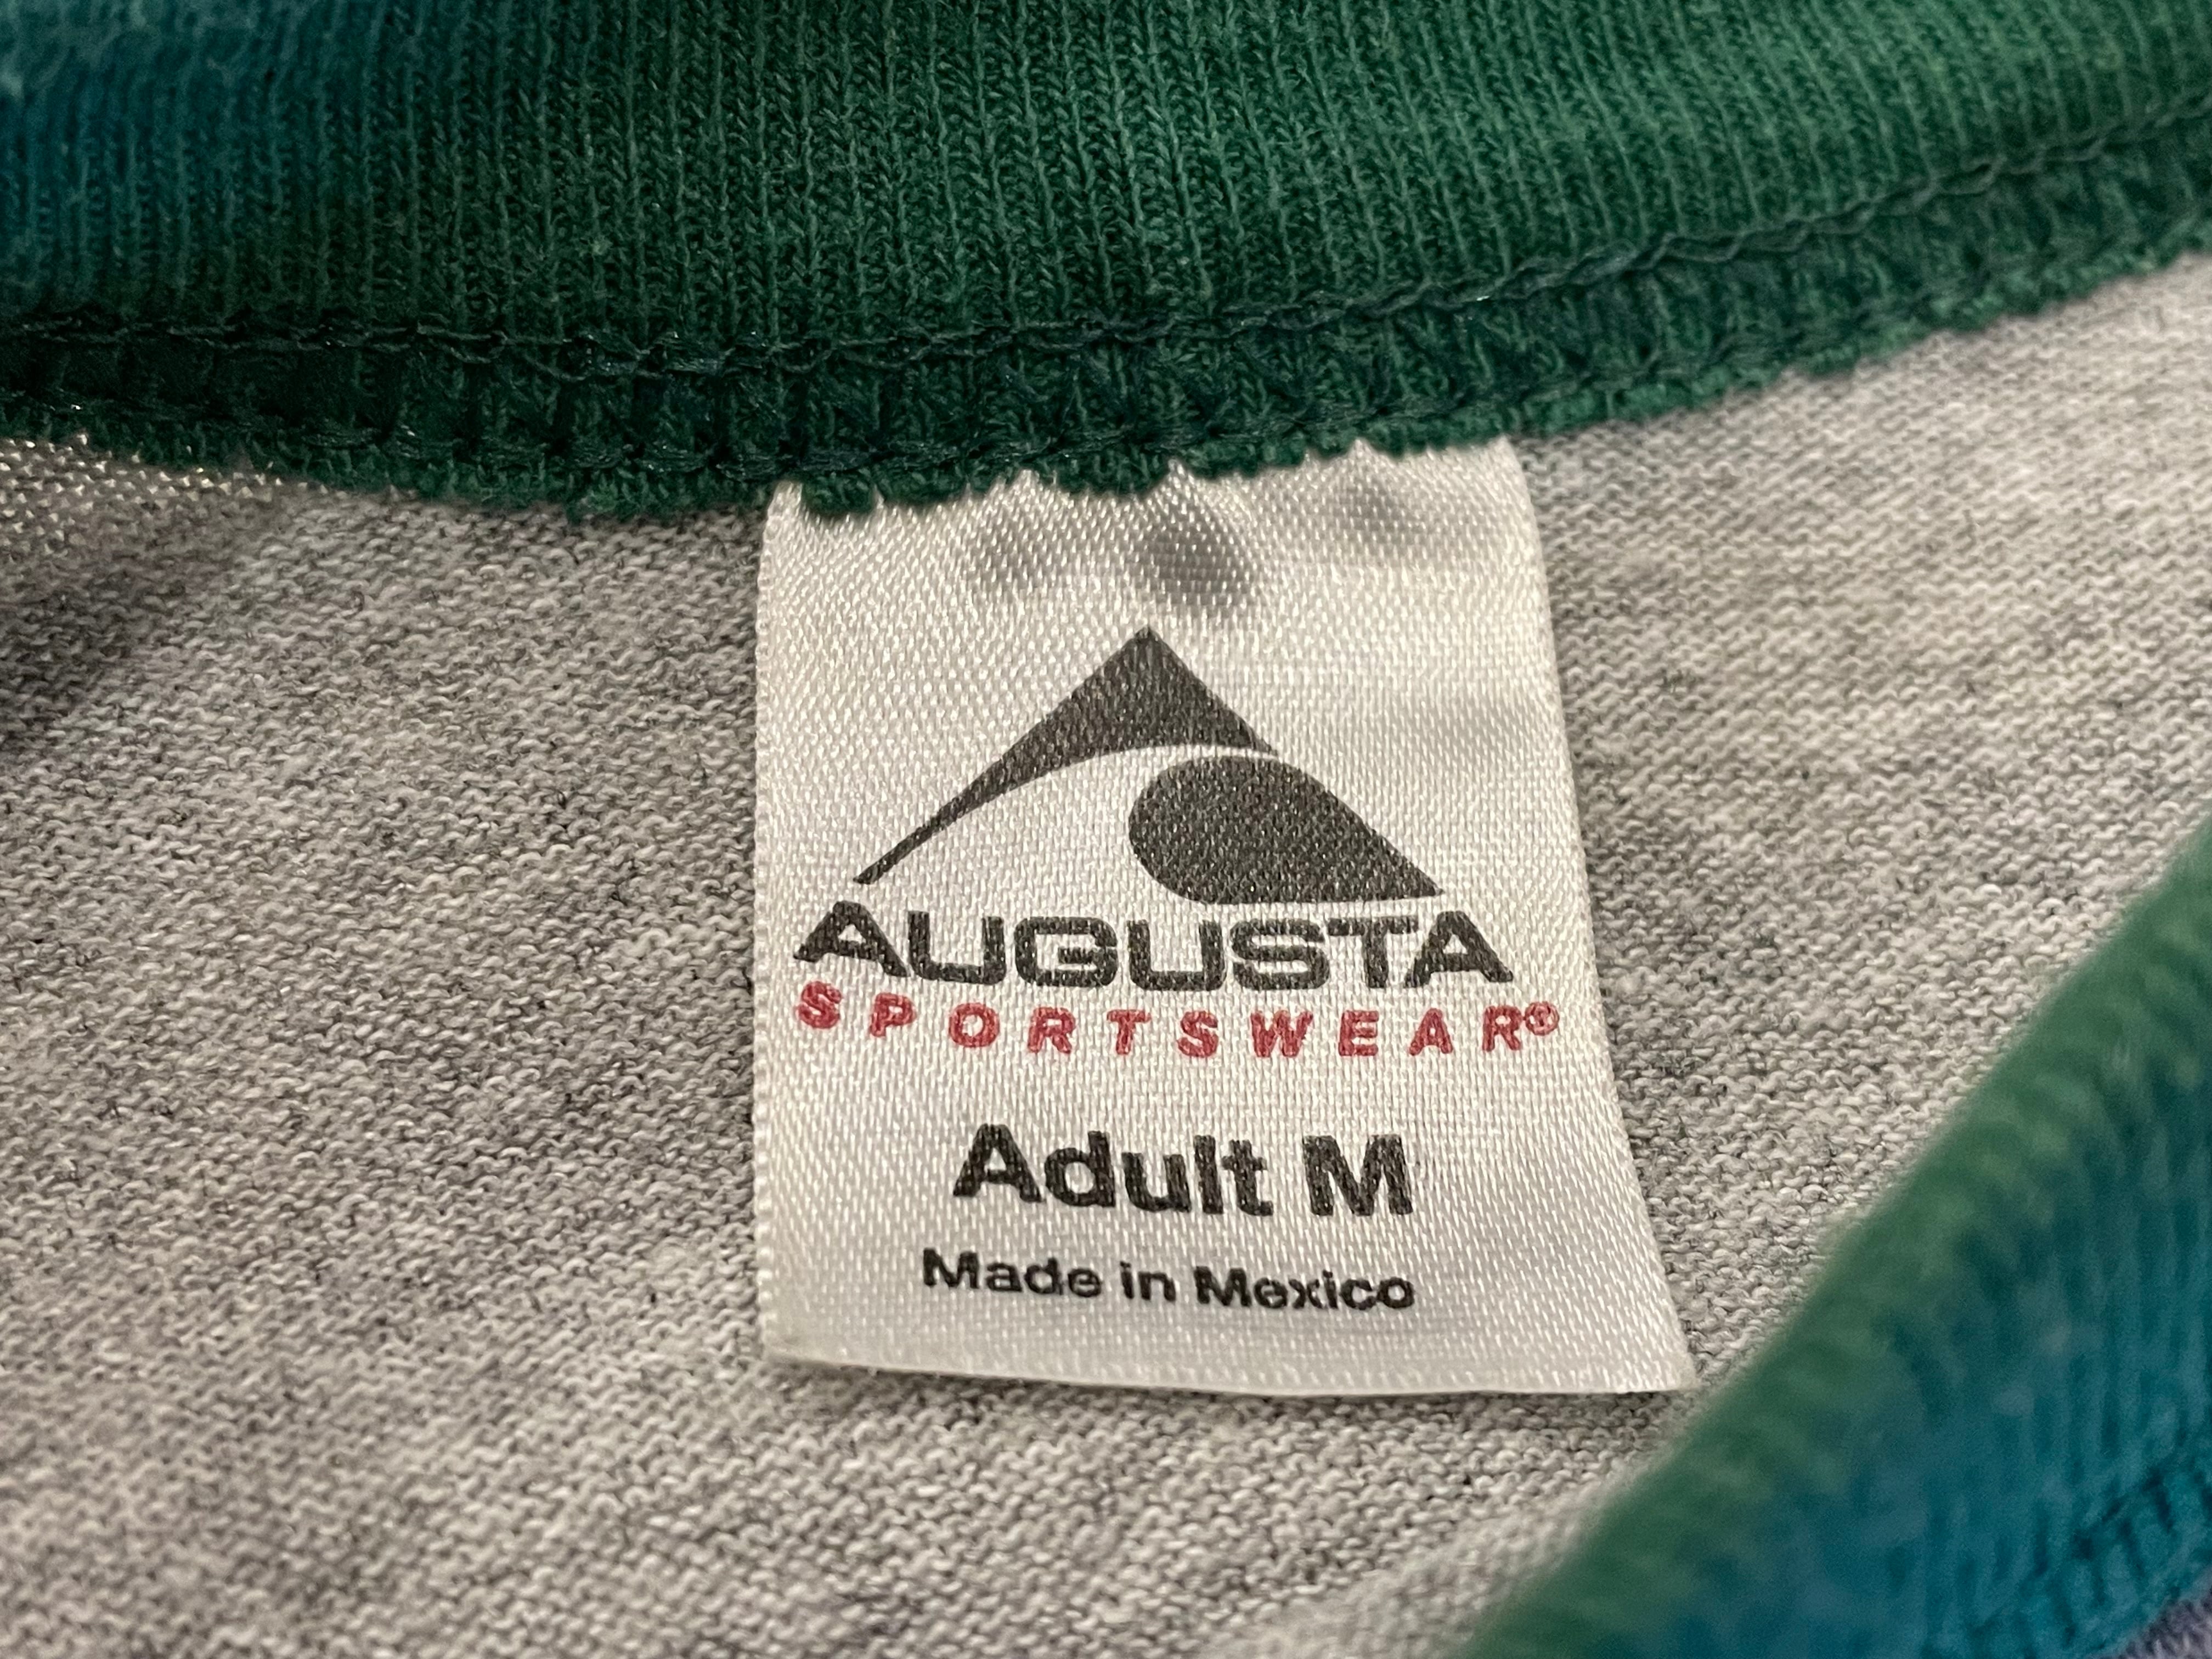 AUGUSTA
SPORTSWEAR®
Adult M
Made in Mexico